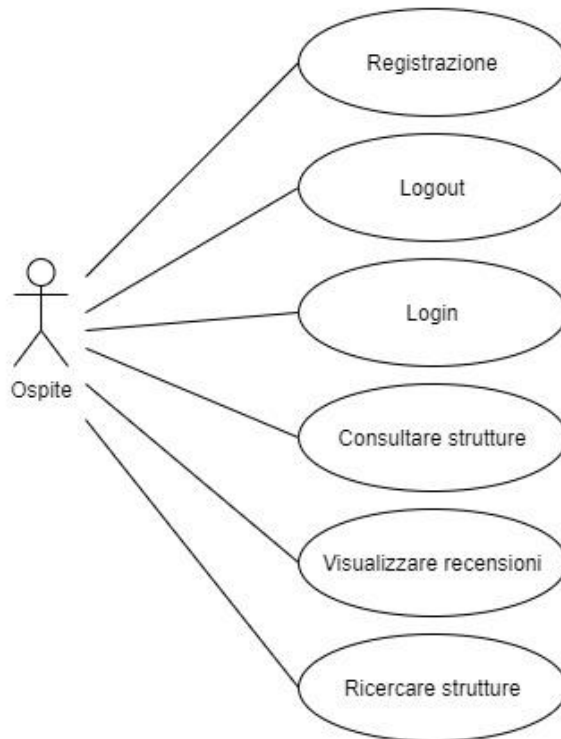 Registrazione
Logout
Login
Ospite
Consultare strutture
Visualizzare recensioni
Ricercare strutture